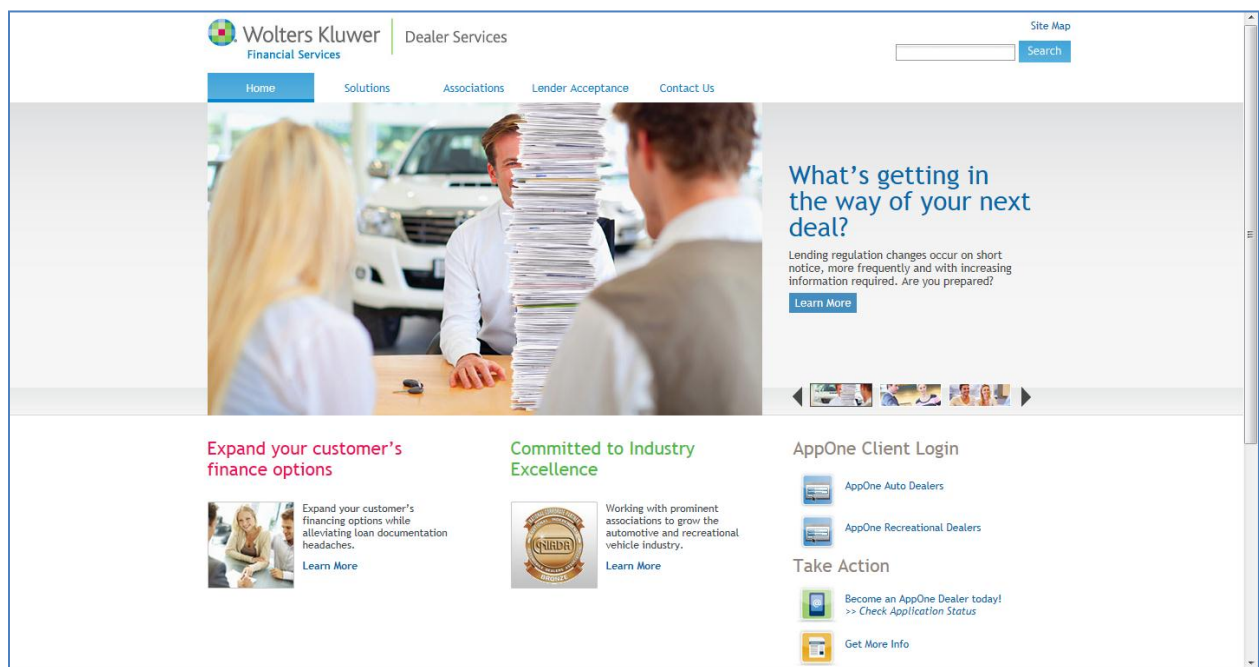 Wolters Kluwer
Financial Services
Dealer Services
Site Map
Search
Home
Solutions
Associations
Lender Acceptance
Contact Us
What's getting in
the way of your next
deal?
Lending regulation changes occur on short
notice, more frequently and with increasing
information required. Are you prepared?
Learn More
Expand your customer's
finance options
Expand your customer's
financing options while
alleviating loan documentation
headaches.
Learn More
Committed to Industry
Excellence
NIADA
BRONZE
Working with prominent
associations to grow the
automotive and recreational
vehicle industry.
Learn More
AppOne Client Login
AppOne Auto Dealers
AppOne Recreational Dealers
Take Action
Become an AppOne Dealer today!
>> Check Application Status
Get More Info